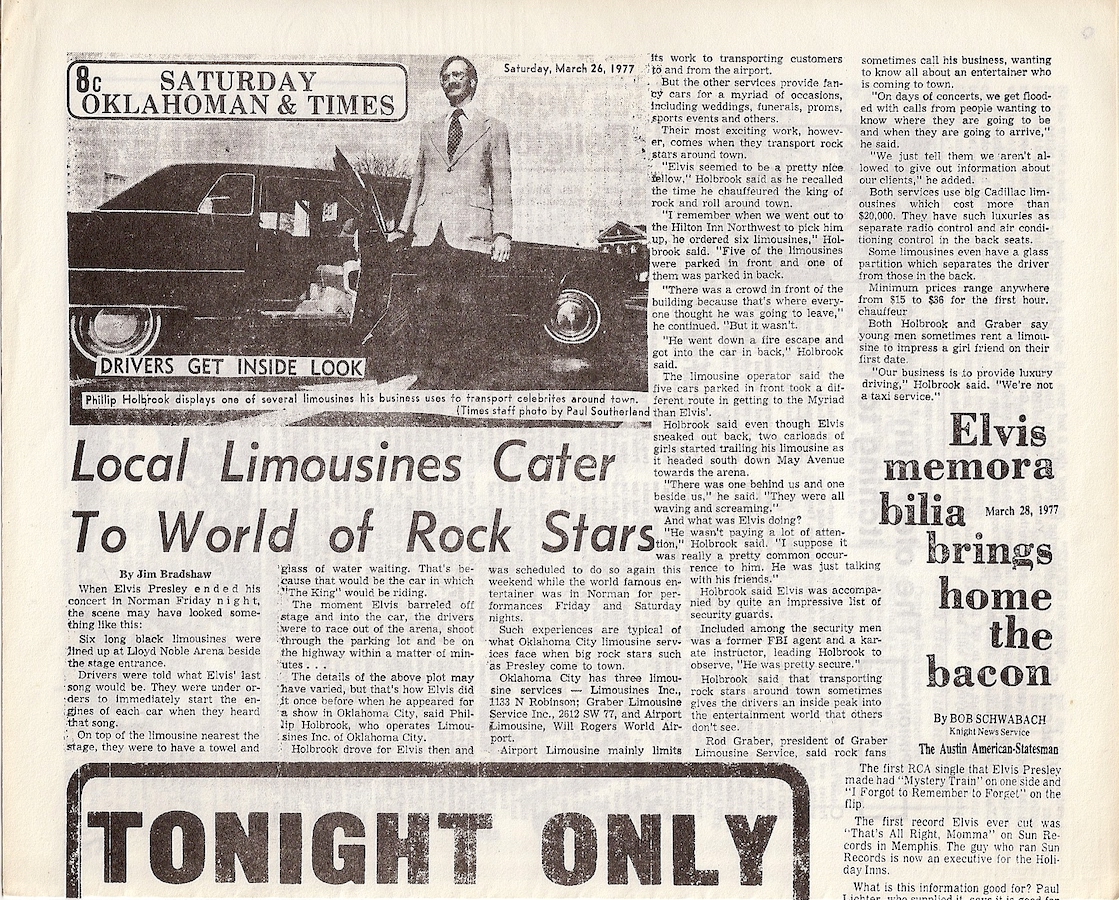 8c SATURDAY
OKLAHOMAN & TIMES
Saturday, March 26, 1977
DRIVERS GET INSIDE LOOK
Phillip Holbrook displays one of several limousines his business uses to transport celebrites around town.
(Times staff photo by Paul Southerland
Local Limousines Cater
To World of Rock Stars
By Jim Bradshaw
When Elvis Presley ended his
concert in Norman Friday night,
the scene may have looked some-
thing like this:
Six long black limousines were
lined up at Lloyd Noble Arena beside
the stage entrance.
Drivers were told what Elvis' last
song would be. They were under or-
ders to immediately start the en-
gines of each car when they heard
that song.
On top of the limousine nearest the
stage, they were to have a towel and
glass of water waiting. That's be-
cause that would be the car in which
"The King" would be riding.
The moment Elvis barreled off
stage and into the car, the drivers
were to race out of the arena, shoot
through the parking lot and be on
the highway within a matter of min-
utes . . .
The details of the above plot may
have varied, but that's how Elvis did
it once before when he appeared for
a show in Oklahoma City, said Phil-
lip Holbrook, who operates Limou-
sines Inc. of Oklahoma City.
Holbrook drove for Elvis then and
was scheduled to do so again this
weekend while the world famous en-
tertainer was in Norman for per-
formances Friday and Saturday
nights.
Such experiences are typical of
what Oklahoma City limousine serv-
ices face when big rock stars such
as Presley come to town.
Oklahoma City has three limou-
sine services — Limousines Inc.,
1133 N Robinson; Graber Limousine
Service Inc., 2612 SW 77, and Airport
Limousine, Will Rogers World Air-
port.
Airport Limousine mainly limits
its work to transporting customers
to and from the airport.
But the other services provide fan-
cy cars for a myriad of occasions,
including weddings, funerals, proms,
sports events and others.
Their most exciting work, howev-
er, comes when they transport rock
stars around town.
"Elvis seemed to be a pretty nice
fellow," Holbrook said as he recalled
the time he chauffeured the king of
rock and roll around town.
"I remember when we went out to
the Hilton Inn Northwest to pick him
up, he ordered six limousines," Hol-
brook said. "Five of the limousines
were parked in front and one of
them was parked in back.
"There was a crowd in front of the
building because that's where every-
one thought he was going to leave,"
he continued. "But it wasn't.
"He went down a fire escape and
got into the car in back," Holbrook
said.
The limousine operator said the
five cars parked in front took a dif-
ferent route in getting to the Myriad
than Elvis'.
Holbrook said even though Elvis
sneaked out back, two carloads of
girls started trailing his limousine as
it headed south down May Avenue
towards the arena.
"There was one behind us and one
beside us," he said. "They were all
waving and screaming."
And what was Elvis doing?
"He wasn't paying a lot of atten-
tion," Holbrook said. "I suppose it
was really a pretty common occur-
rence to him. He was just talking
with his friends."
Holbrook said Elvis was accompa-
nied by quite an impressive list of
security guards.
Included among the security men
was a former FBI agent and a kar-
ate instructor, leading Holbrook to
observe, "He was pretty secure."
Holbrook said that transporting
rock stars around town sometimes
gives the drivers an inside peak into
the entertainment world that others
don't see.
Rod Graber, president of Graber
Limousine Service, said rock fans
sometimes call his business, wanting
to know all about an entertainer who
is coming to town.
"On days of concerts, we get flood-
ed with calls from people wanting to
know where they are going to be
and when they are going to arrive,"
he said.
"We just tell them we aren't al-
lowed to give out information about
our clients," he added.
Both services use big Cadillac lim-
ousines which cost more than
$20,000. They have such luxuries as
separate radio control and air condi-
tioning control in the back seats.
Some limousines even have a glass
partition which separates the driver
from those in the back.
Minimum prices range anywhere
from $15 to $36 for the first hour.
chauffeur
Both Holbrook and Graber say
young men sometimes rent a limou-
sine to impress a girl friend on their
first date.
"Our business is to provide luxury
driving," Holbrook said. "We're not
a taxi service."
Elvis
memora
bilia
March 28, 1977
brings
home
the
bacon
By BOB SCHWABACH
Knight News Service
The Austin American-Statesman
The first RCA single that Elvis Presley
made had "Mystery Train" on one side and
"I Forgot to Remember to Forget" on the
flip.
The first record Elvis ever cut was
"That's All Right, Momma" on Sun Re-
cords in Memphis. The guy who ran Sun
Records is now an executive for the Holi-
day Inns.
What is this information good for? Paul
Lichter, who supplied it, says it is good for
TONIGHT ONLY